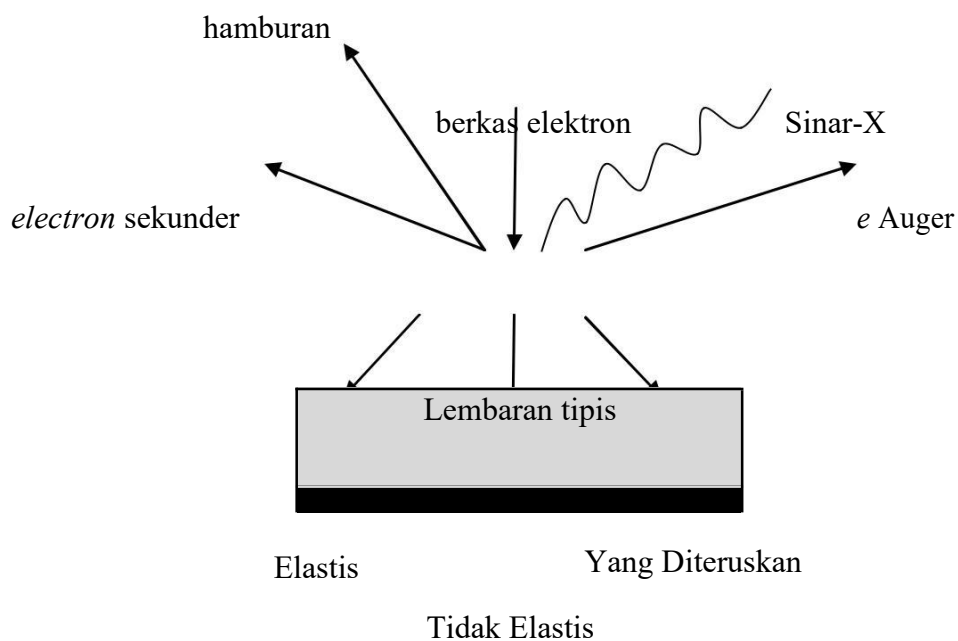 hamburan
berkas elektron
Sinar-X
electron sekunder
e Auger
Lembaran tipis
Elastis
Yang Diteruskan
Tidak Elastis